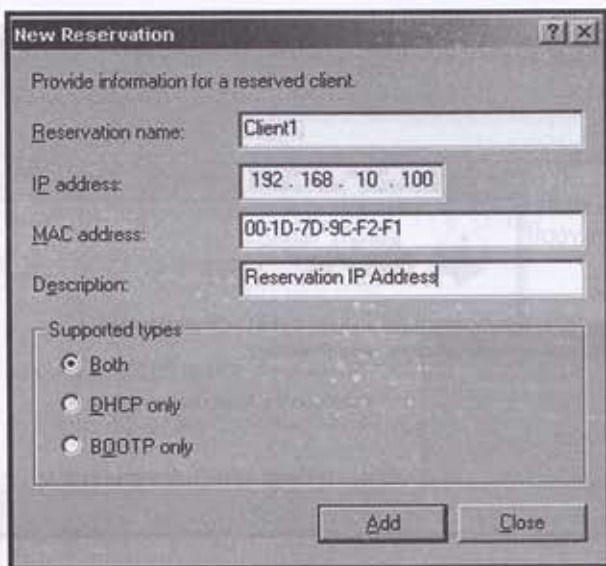 New Reservation
Provide information for a reserved client.
Reservation name: Client1
IP address: 192 . 168 . 10 . 100
MAC address: 00-1D-7D-9C-F2-F1
Description: Reservation IP Address
Supported types
Both
DHCP only
BOOTP only
Add Close